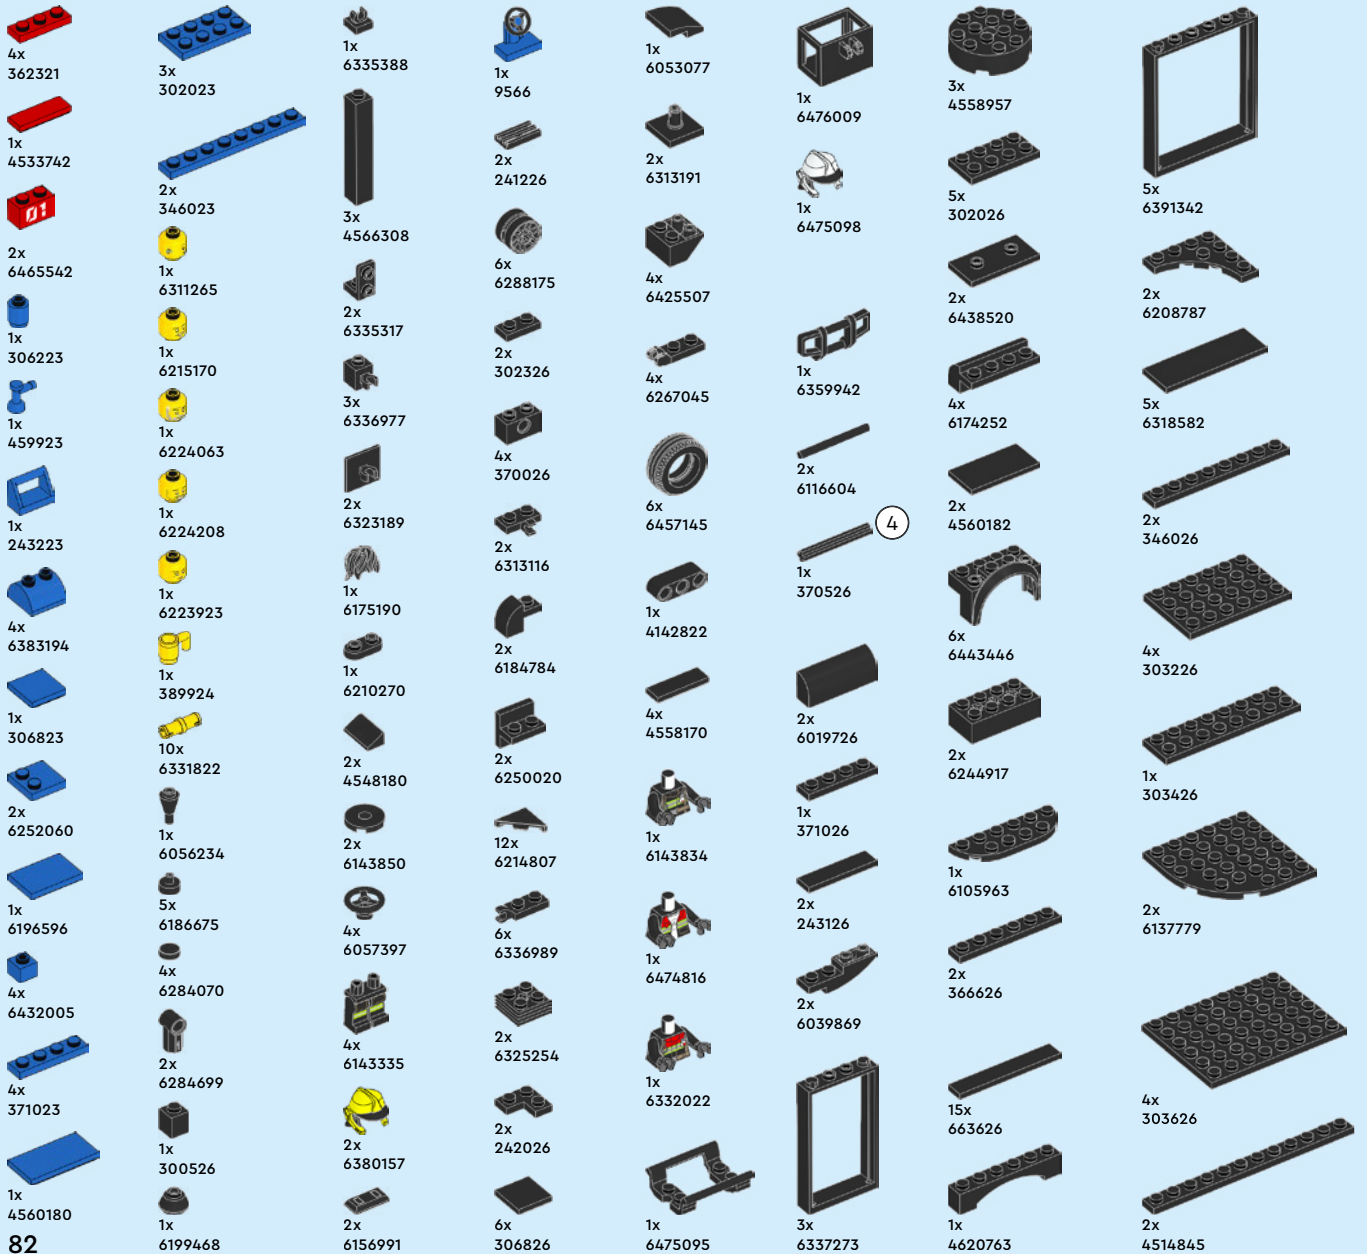 4x
362321
1x
4533742
01
2x
6465542
1x
306223
1x
459923
1x
243223
4x
6383194
1x
306823
2x
6252060
1x
6196596
4x
6432005
4x
371023
1x
4560180
82
3x
302023
2x
346023
1x
6311265
1x
6215170
1x
6224063
1x
6224208
1x
6223923
1x
389924
10x
6331822
1x
6056234
5x
6186675
4x
6284070
2x
6284699
1x
300526
1x
6199468
1x
6335388
3x
4566308
2x
6335317
3x
6336977
2x
6323189
1x
6175190
1x
6210270
2x
4548180
2x
6143850
4x
6057397
4x
6143335
2x
6380157
2x
6156991
1x
9566
2x
241226
6x
6288175
2x
302326
4x
370026
2x
6313116
2x
6184784
2x
6250020
12x
6214807
6x
6336989
2x
6325254
2x
242026
6x
306826
1x
6053077
2x
6313191
4x
6425507
4x
6267045
6x
6457145
1x
4142822
4x
4558170
1x
6143834
1x
6474816
1x
6332022
1x
6475095
1x
6476009
1x
6475098
1x
6359942
2x
6116604
4
1x
370526
2x
6019726
1x
371026
2x
243126
2x
6039869
3x
6337273
3x
4558957
5x
302026
2x
6438520
4x
6174252
2x
4560182
6x
6443446
2x
6244917
1x
6105963
2x
366626
15x
663626
1x
4620763
5x
6391342
2x
6208787
5x
6318582
2x
346026
4x
303226
1x
303426
2x
6137779
4x
303626
2x
4514845